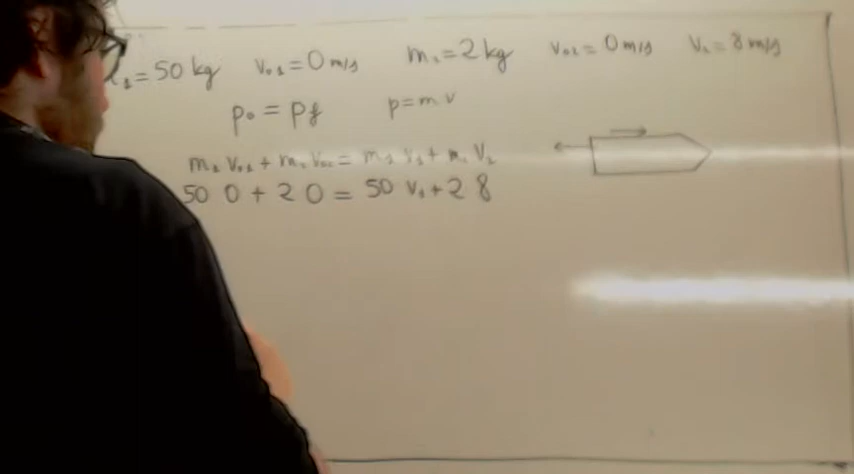 ₁=50 kg v₀₁=0 m/s m₂=2 kg v₀₂=0 m/s v₂=8 m/s
p₀ = pf p=m v
m₁ v₀₁ + m₂ v₀₂ = m₁ v₁ + m₂ v₂
50 0 + 2 0 = 50 v₁ + 2 8